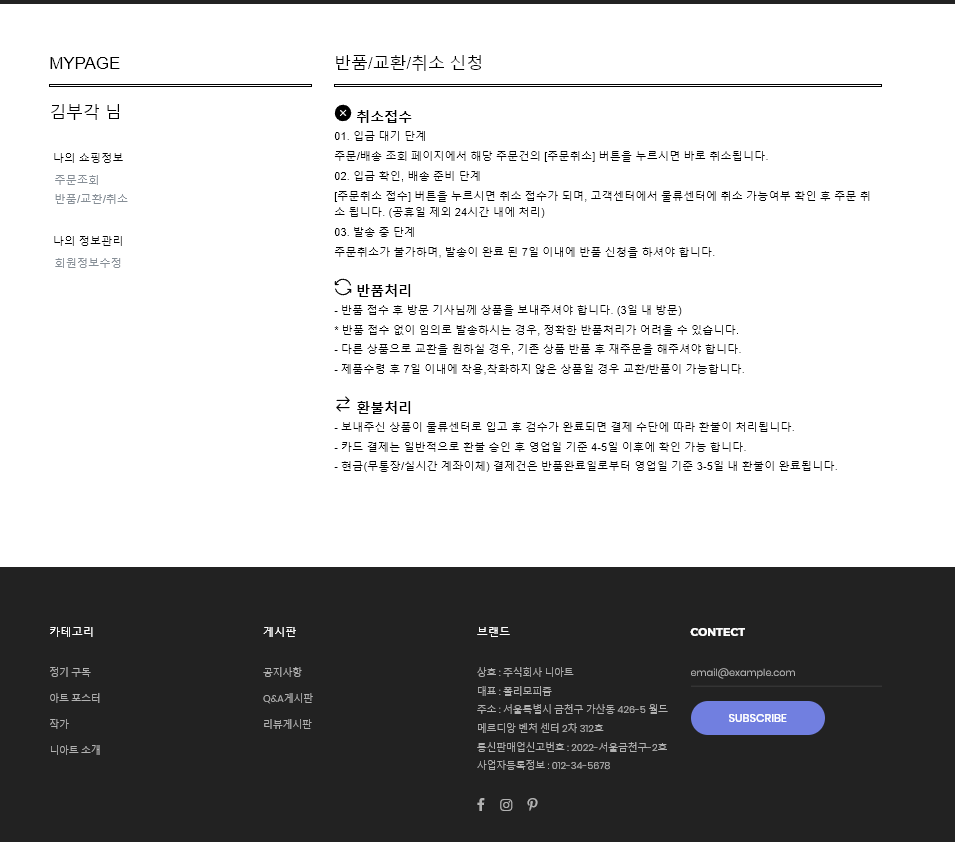 MYPAGE
김부각 님
나의 쇼핑정보
주문조회
반품/교환/취소
나의 정보관리
회원정보수정
반품/교환/취소 신청
취소접수
01. 입금 대기 단계
주문/배송 조회 페이지에서 해당 주문건의 [주문취소] 버튼을 누르시면 바로 취소됩니다.
02. 입금 확인, 배송 준비 단계
[주문취소 접수] 버튼을 누르시면 취소 접수가 되며, 고객센터에서 물류센터에 취소 가능여부 확인 후 주문 취
소 됩니다. (공휴일 제외 24시간 내에 처리)
03. 발송 중 단계
주문취소가 불가하며, 발송이 완료 된 7일 이내에 반품 신청을 하셔야 합니다.
반품처리
- 반품 접수 후 방문 기사님께 상품을 보내주셔야 합니다. (3일 내 방문)
* 반품 접수 없이 임의로 발송하시는 경우, 정확한 반품처리가 어려울 수 있습니다.
- 다른 상품으로 교환을 원하실 경우, 기존 상품 반품 후 재주문을 해주셔야 합니다.
- 제품수령 후 7일 이내에 착용,착화하지 않은 상품일 경우 교환/반품이 가능합니다.
환불처리
- 보내주신 상품이 물류센터로 입고 후 검수가 완료되면 결제 수단에 따라 환불이 처리됩니다.
- 카드 결제는 일반적으로 환불 승인 후 영업일 기준 4-5일 이후에 확인 가능 합니다.
- 현금(무통장/실시간 계좌이체) 결제건은 반품완료일로부터 영업일 기준 3-5일 내 환불이 완료됩니다.
카테고리
정기 구독
아트 포스터
작가
니아트 소개
게시판
공지사항
Q&A게시판
리뷰게시판
브랜드
상호 : 주식회사 니아트
대표 : 폴리모피즘
주소 : 서울특별시 금천구 가산동 426-5 월드
메르디앙 벤처 센터 2차 312호
통신판매업신고번호 : 2022-서울금천구-2호
사업자등록정보 : 012-34-5678
CONTECT
email@example.com
SUBSCRIBE